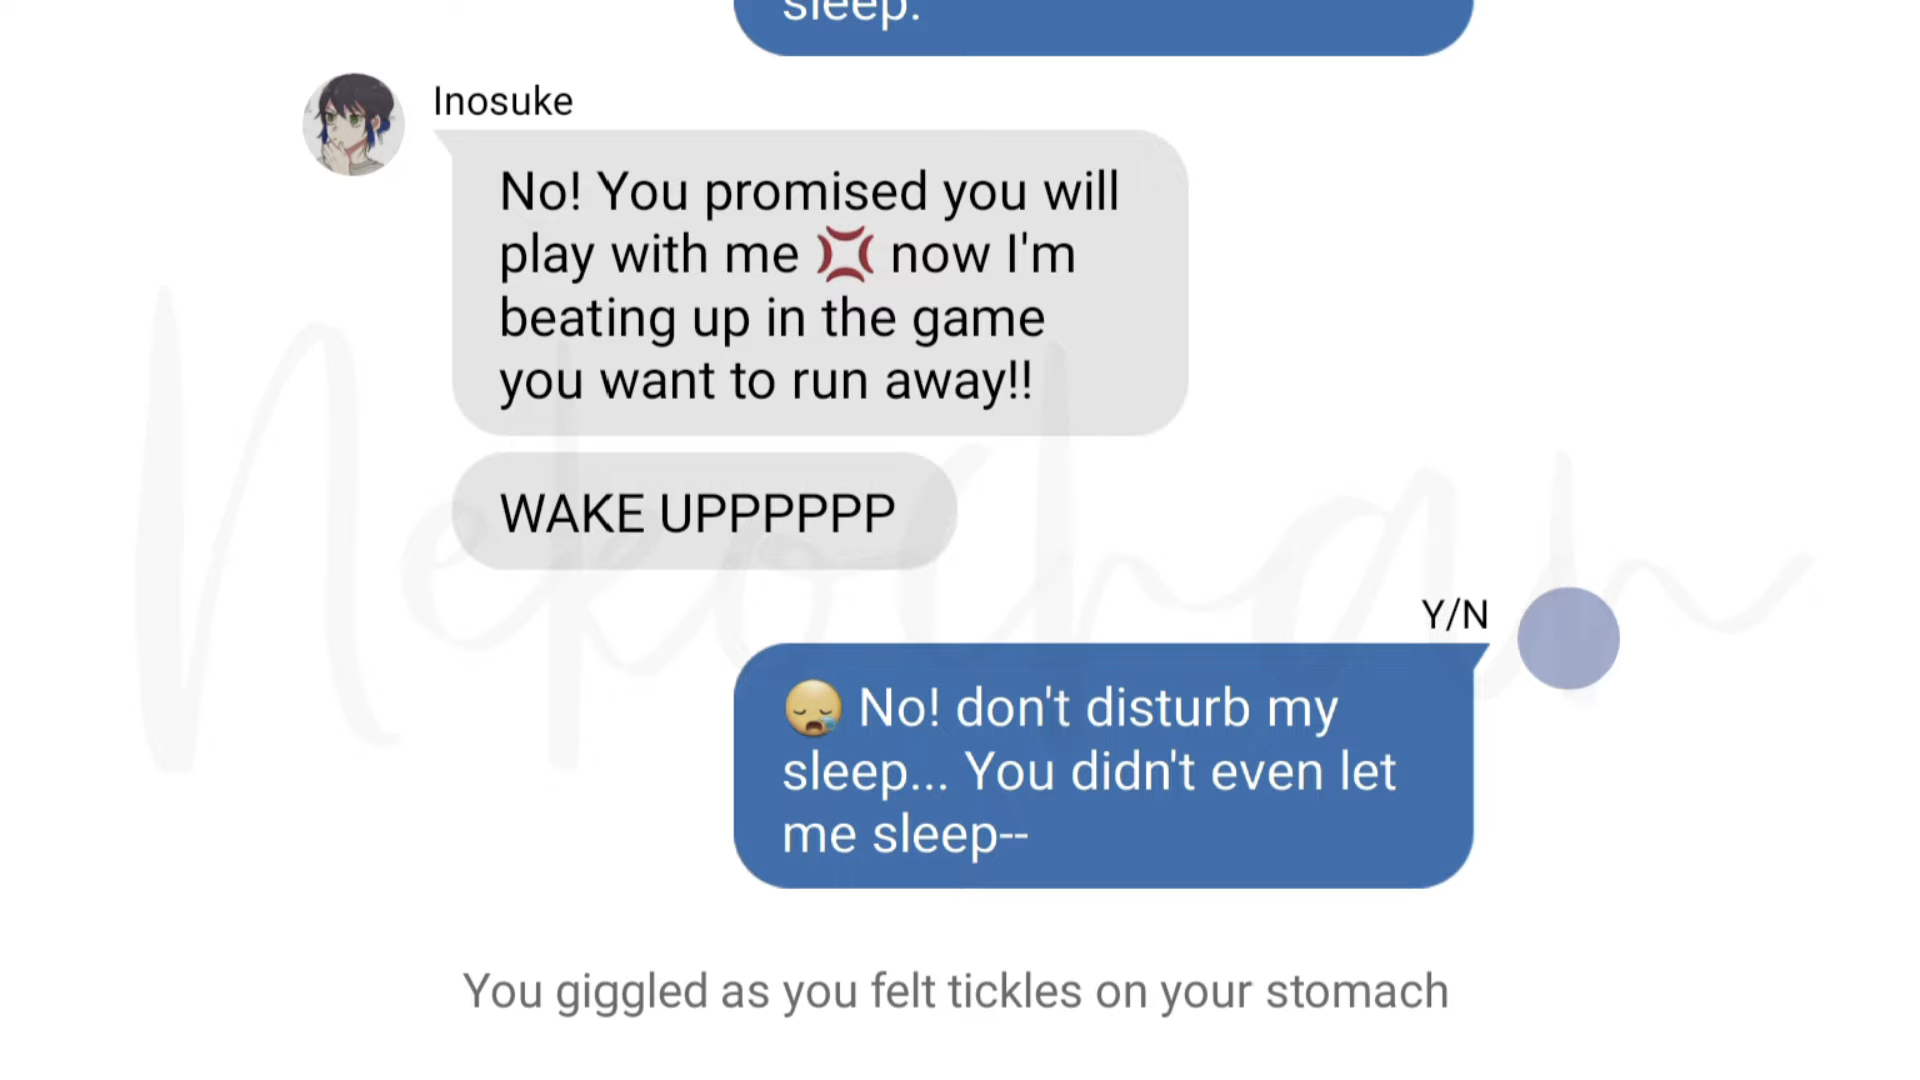 sleep.
Inosuke
No! You promised you will
play with me 💢 now I'm
beating up in the game
you want to run away!!
WAKE UPPPPPP
Y/N
😪 No! don't disturb my
sleep... You didn't even let
me sleep--
You giggled as you felt tickles on your stomach
Nekochan